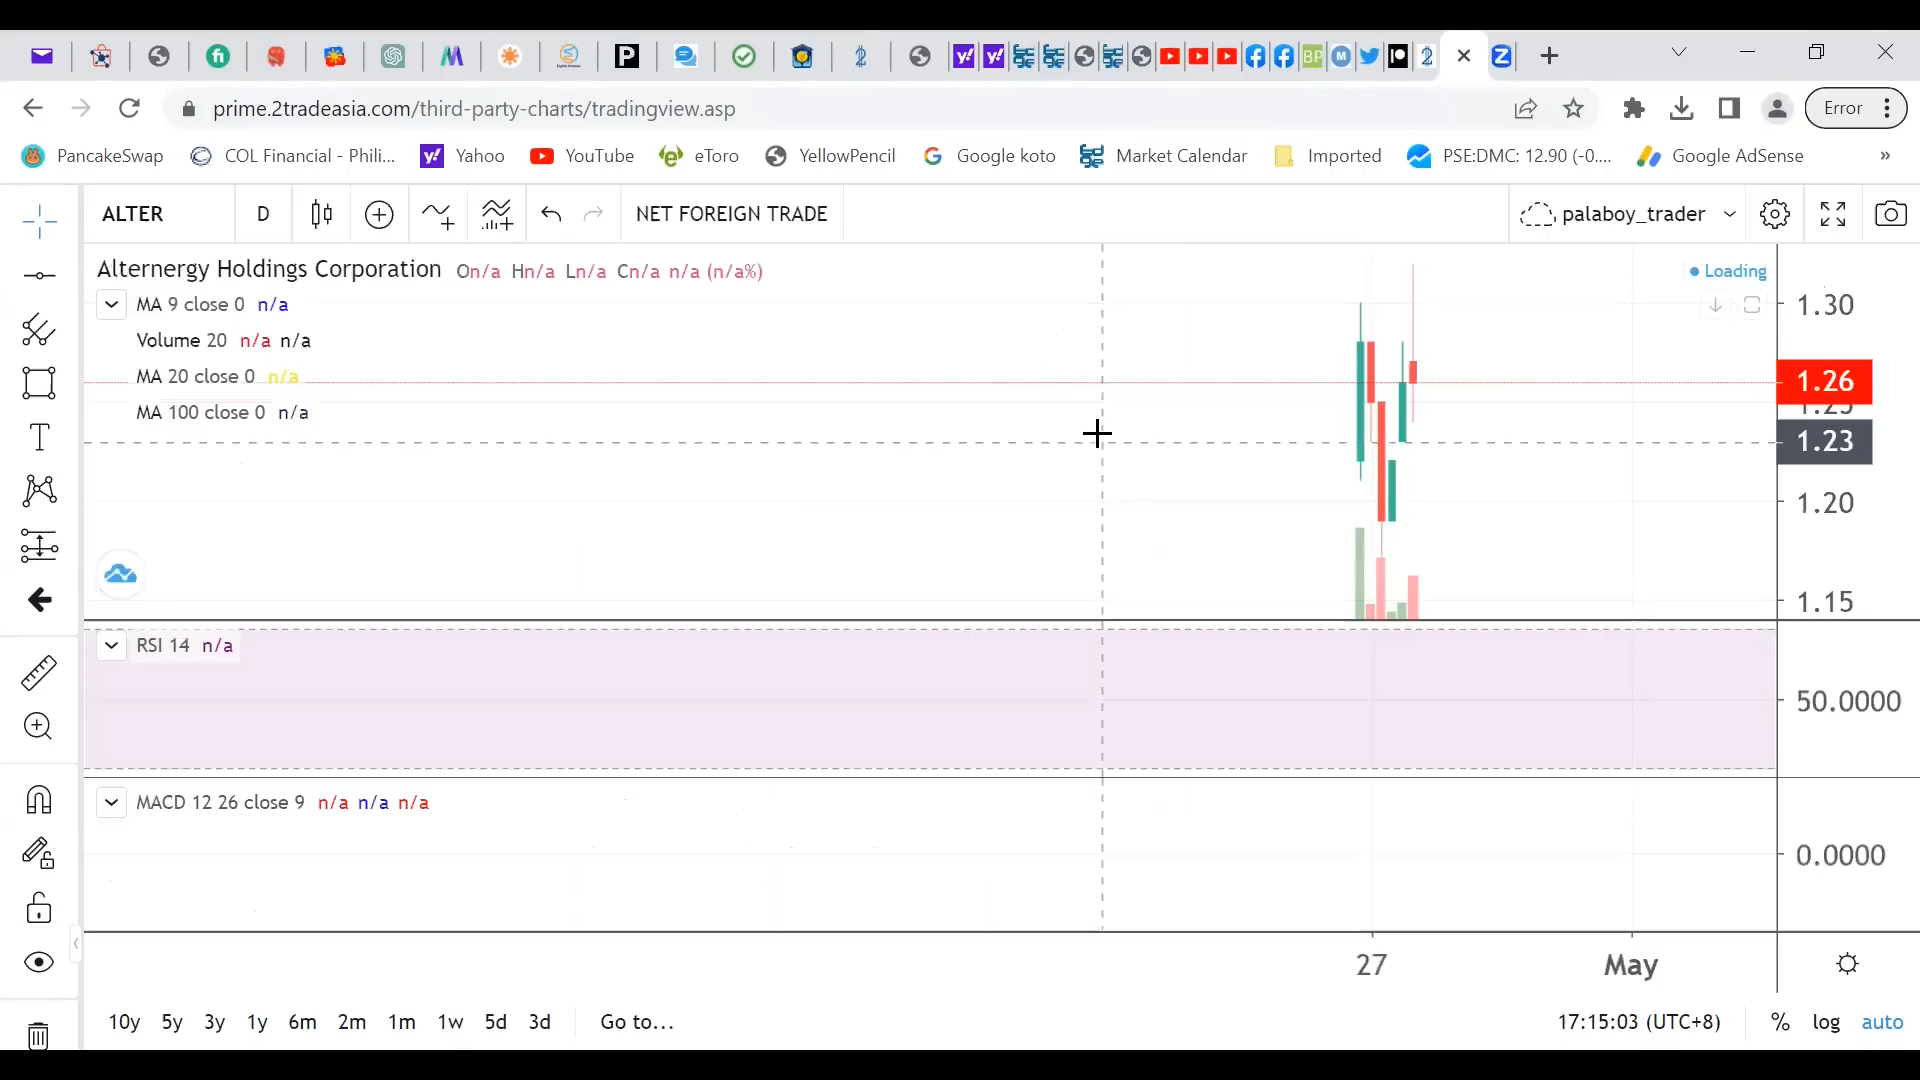 prime.2tradeasia.com/third-party-charts/tradingview.asp
Error
PancakeSwap
COL Financial - Phili...
Yahoo
YouTube
eToro
YellowPencil
Google koto
Market Calendar
Imported
PSE:DMC: 12.90 (-0....
Google AdSense
»
ALTER
D
NET FOREIGN TRADE
palaboy_trader
Alternergy Holdings Corporation On/a Hn/a Ln/a Cn/a n/a (n/a%)
Loading
MA 9 close 0 n/a
Volume 20 n/a n/a
MA 20 close 0 n/a
MA 100 close 0 n/a
1.30
1.26
1.25
1.23
1.20
1.15
RSI 14 n/a
50.0000
MACD 12 26 close 9 n/a n/a n/a
0.0000
27
May
10y 5y 3y 1y 6m 2m 1m 1w 5d 3d Go to...
17:15:03 (UTC+8) % log auto